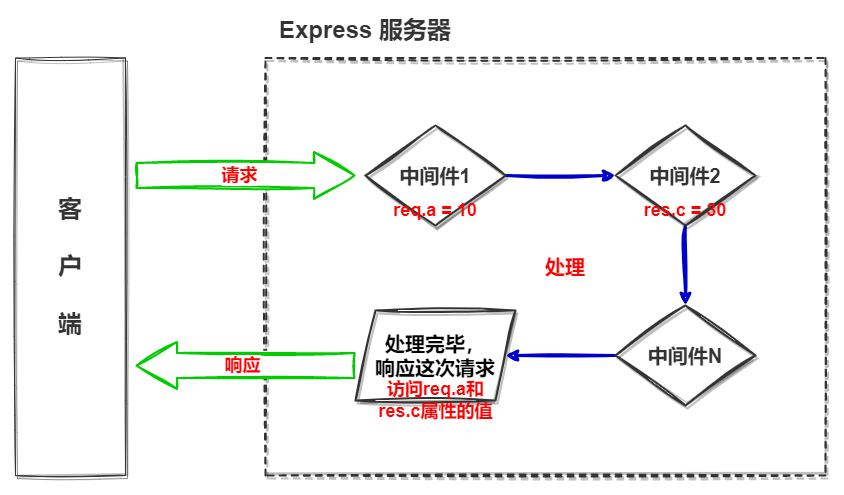 Express 服务器
客
户
端
请求
中间件1
req.a = 10
中间件2
res.c = 30
处理
中间件N
处理完毕，
响应这次请求
访问req.a和
res.c属性的值
响应